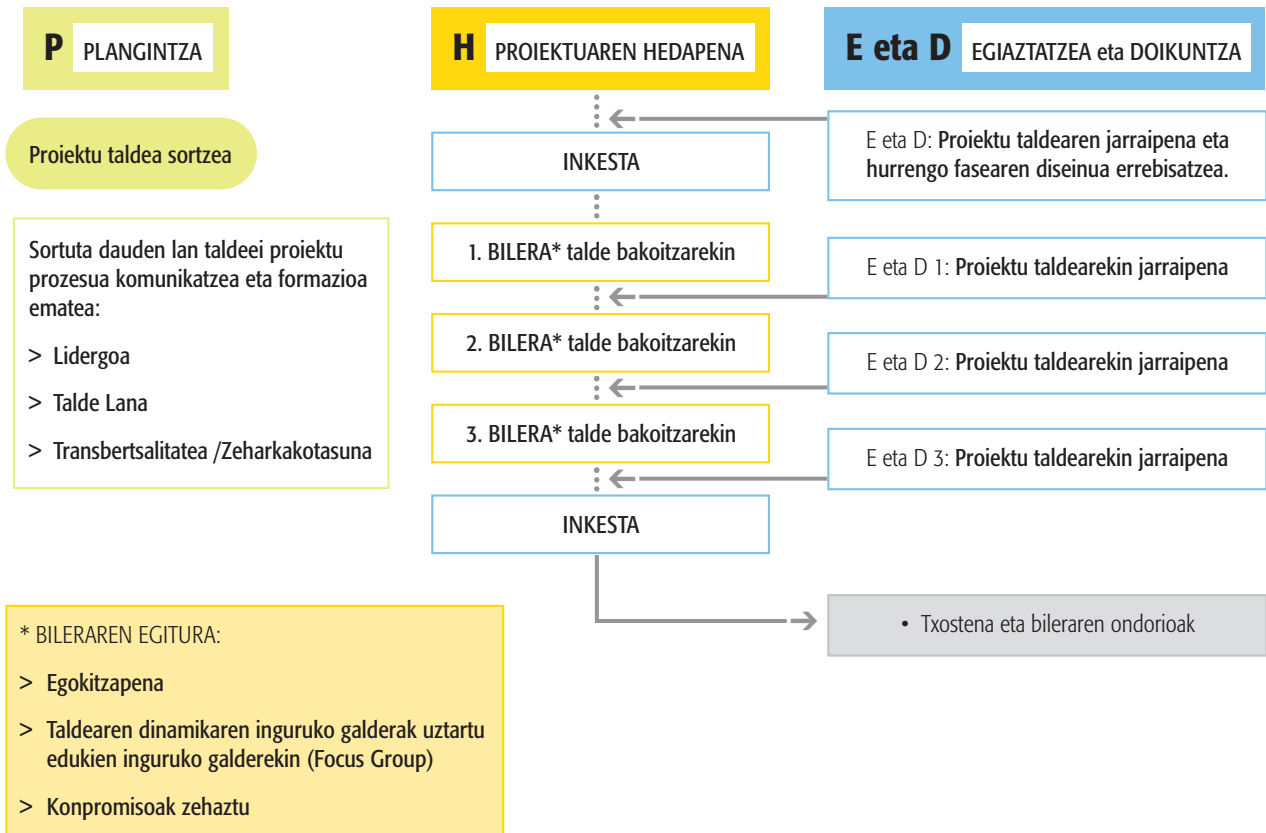 P PLANGINTZA
Proiektu taldea sortzea
Sortuta dauden lan taldeei proiektu
prozesua komunikatzea eta formazioa
ematea:
> Lidergoa
> Talde Lana
> Transbertsalitatea /Zeharkakotasuna
H PROIEKTUAREN HEDAPENA
INKESTA
1. BILERA* talde bakoitzarekin
2. BILERA* talde bakoitzarekin
3. BILERA* talde bakoitzarekin
INKESTA
E eta D EGIAZTATZEA eta DOIKUNTZA
E eta D: Proiektu taldearen jarraipena eta
hurrengo fasearen diseinua errebisatzea.
E eta D 1: Proiektu taldearekin jarraipena
E eta D 2: Proiektu taldearekin jarraipena
E eta D 3: Proiektu taldearekin jarraipena
• Txostena eta bileraren ondorioak
* BILERAREN EGITURA:
> Egokitzapena
> Taldearen dinamikaren inguruko galderak uztartu
edukien inguruko galderekin (Focus Group)
> Konpromisoak zehaztu